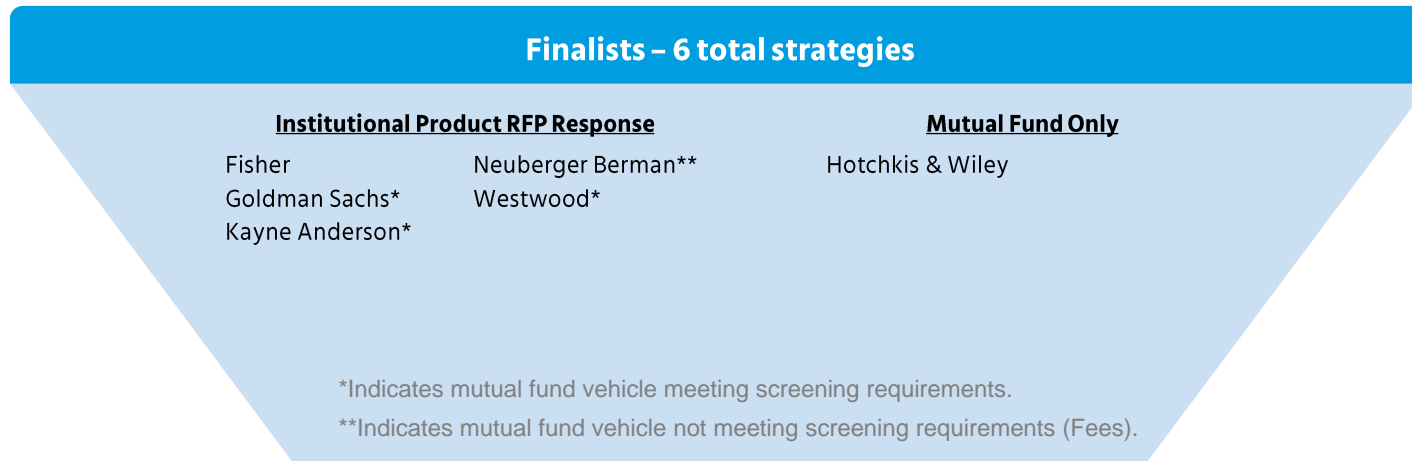 Finalists – 6 total strategies
Institutional Product RFP Response
Fisher
Goldman Sachs*
Kayne Anderson*
Neuberger Berman**
Westwood*
Mutual Fund Only
Hotchkis & Wiley
*Indicates mutual fund vehicle meeting screening requirements.
**Indicates mutual fund vehicle not meeting screening requirements (Fees).